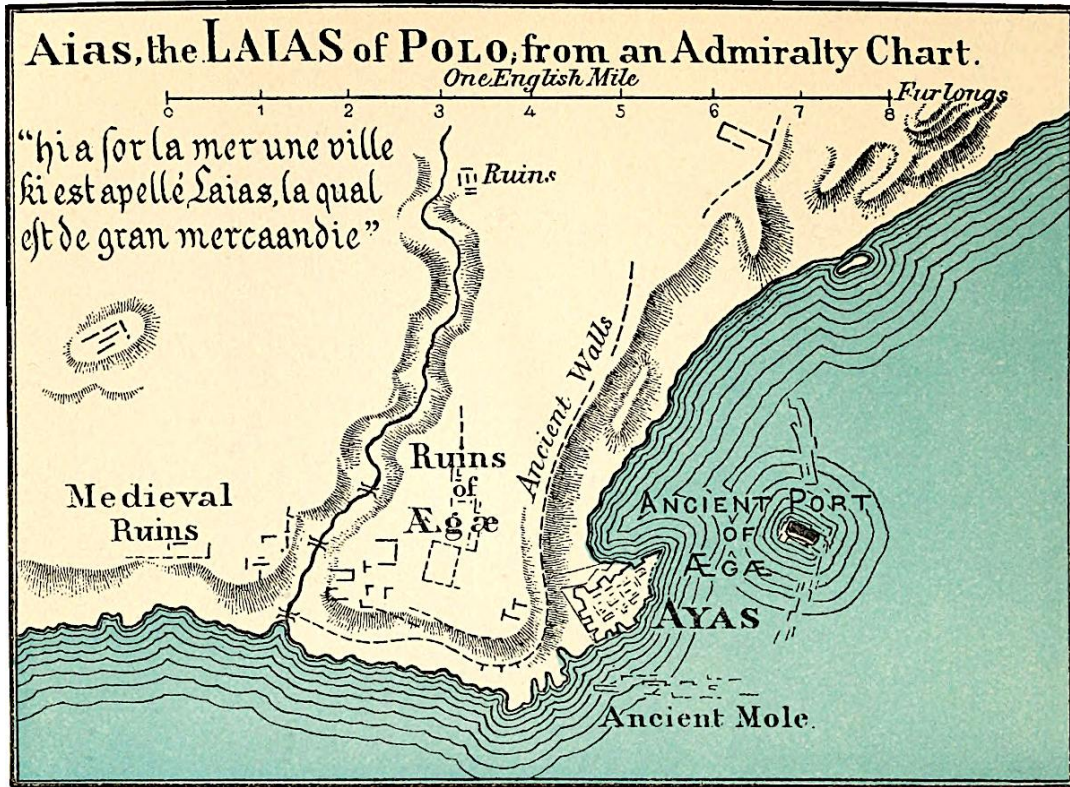 Aias, the LAIAS of POLO, from an Admiralty Chart.
One English Mile
0 1 2 3 4 5 6 7 8 Furlongs
"hi a ſor la mer une ville
ki est apellé Laias, la qual
eſt de gran mercaandie"
Ruins
Ancient Walls
Ruins
of
Ægæ
Medieval
Ruins
ANCIENT PORT
OF
ÆGÆ
AYAS
Ancient Mole.